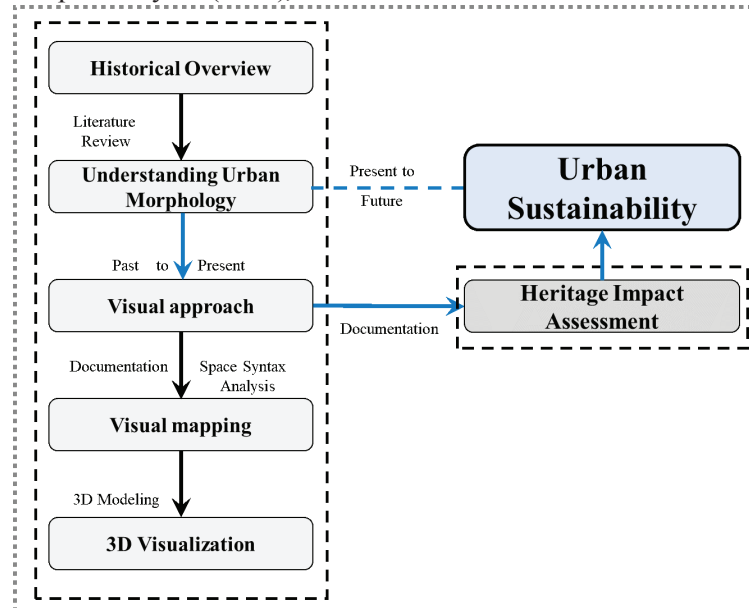 Historical Overview
Literature
Review
Understanding Urban
Morphology
Present to
Future
Urban
Sustainability
Past to Present
Visual approach
Documentation
Heritage Impact
Assessment
Documentation Space Syntax
Analysis
Visual mapping
3D Modeling
3D Visualization